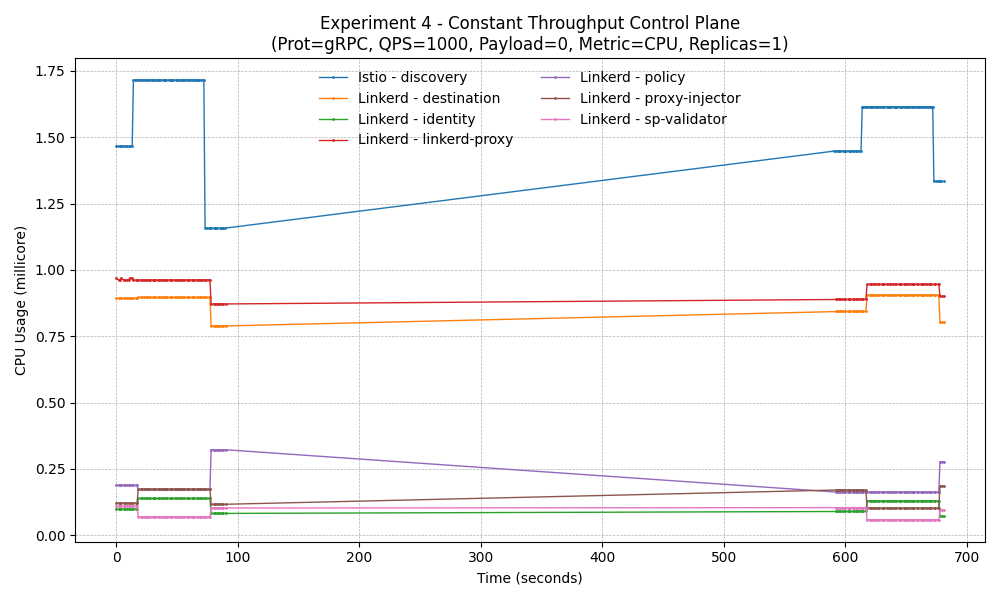 Experiment 4 - Constant Throughput Control Plane
(Prot=gRPC, QPS=1000, Payload=0, Metric=CPU, Replicas=1)
Istio - discovery
Linkerd - destination
Linkerd - identity
Linkerd - linkerd-proxy
Linkerd - policy
Linkerd - proxy-injector
Linkerd - sp-validator
CPU Usage (millicore)
1.75
1.50
1.25
1.00
0.75
0.50
0.25
0.00
0 100 200 300 400 500 600 700
Time (seconds)